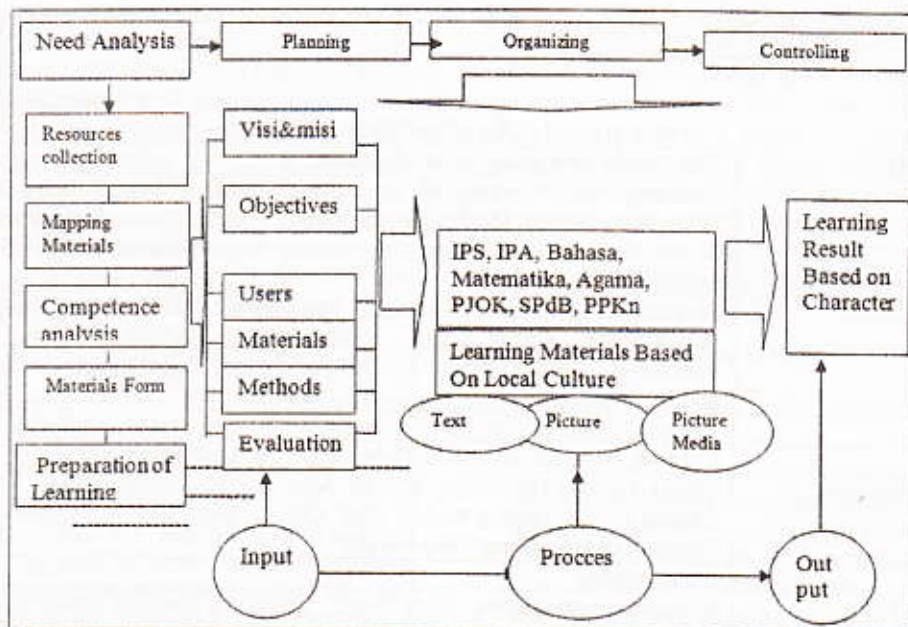 Need Analysis
Planning
Organizing
Controlling
Resources
collection
Mapping
Materials
Competence
analysis
Materials Form
Preparation of
Learning
Visi&misi
Objectives
Users
Materials
Methods
Evaluation
IPS, IPA, Bahasa,
Matematika, Agama,
PJOK, SPdB, PPKn
Learning Materials Based
On Local Culture
Text
Picture
Picture
Media
Learning
Result
Based on
Character
Input
Procces
Out
put